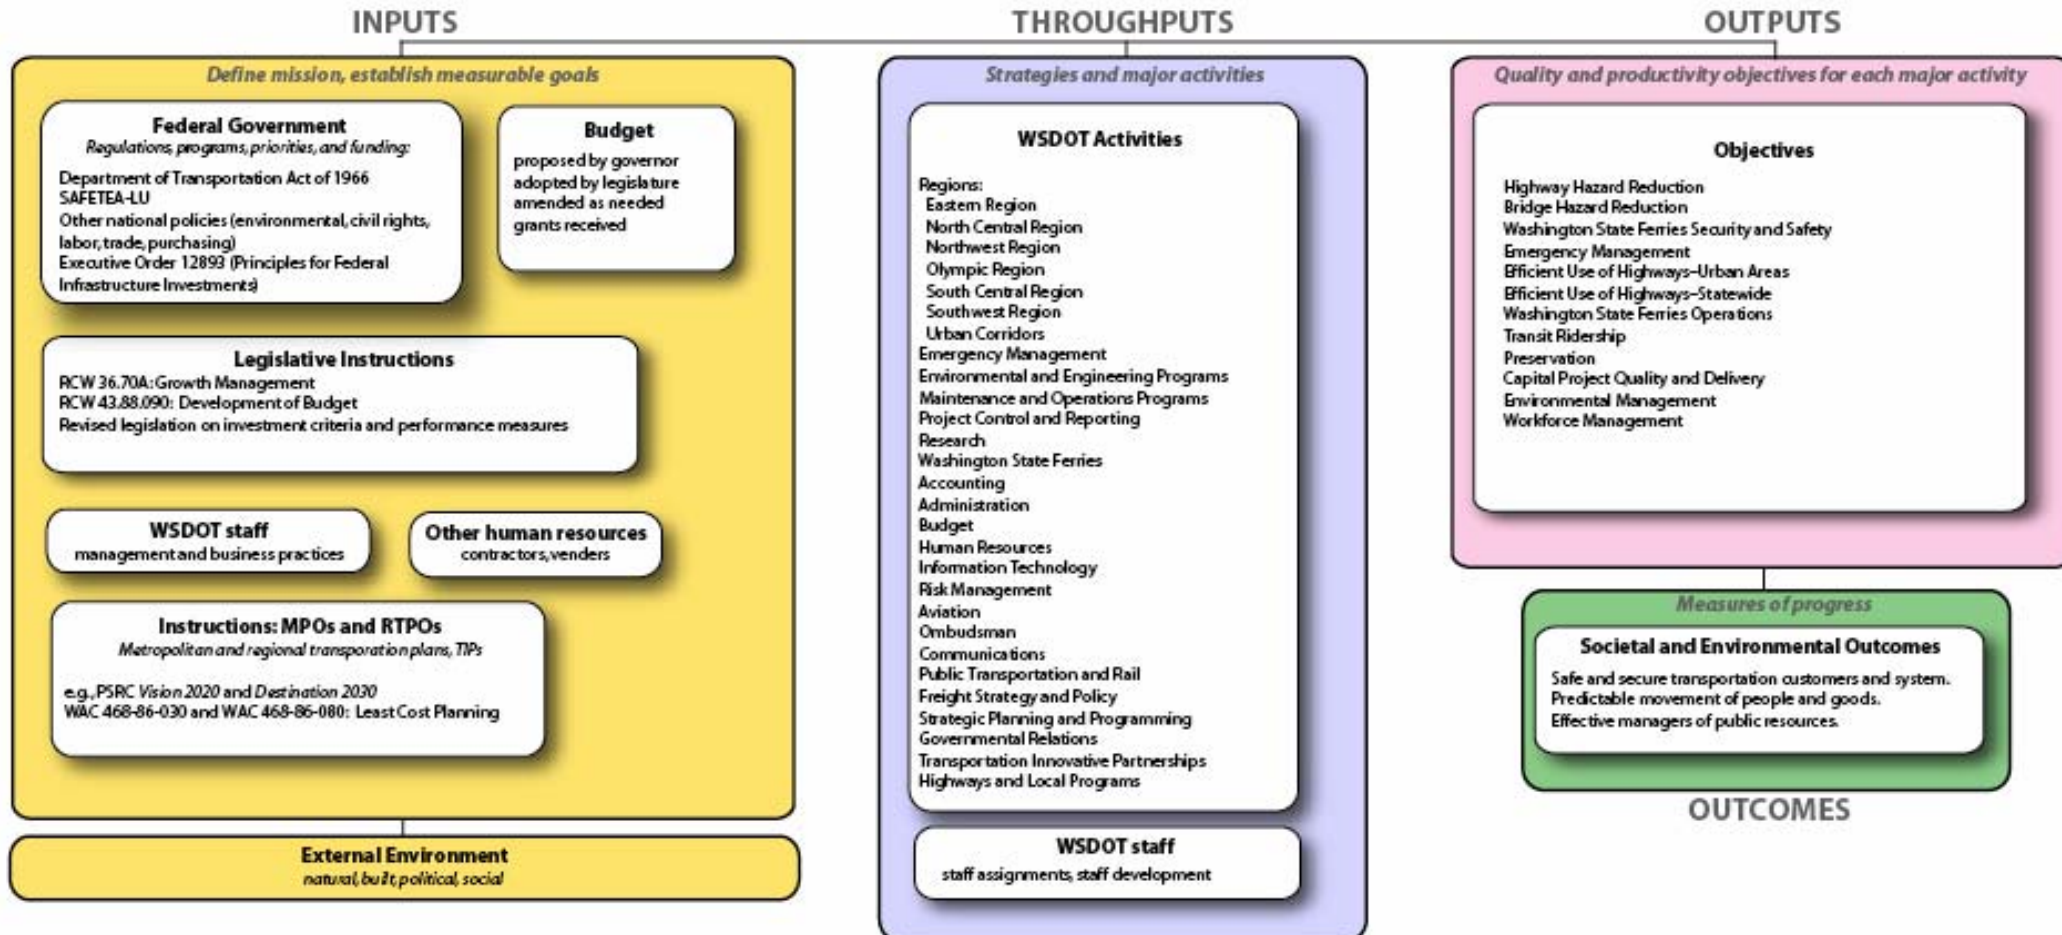 INPUTS
Define mission, establish measurable goals
Federal Government
Regulations, programs, priorities, and funding:
Department of Transportation Act of 1966
SAFETEA-LU
Other national policies (environmental, civil rights,
labor, trade, purchasing)
Executive Order 12893 (Principles for Federal
Infrastructure Investments)
Budget
proposed by governor
adopted by legislature
amended as needed
grants received
Legislative Instructions
RCW 36.70A: Growth Management
RCW 43.88.090: Development of Budget
Revised legislation on investment criteria and performance measures
WSDOT staff
management and business practices
Other human resources
contractors, venders
Instructions: MPOs and RTPOs
Metropolitan and regional transporation plans, TIPs
e.g., PSRC Vision 2020 and Destination 2030
WAC 468-86-030 and WAC 468-86-080: Least Cost Planning
External Environment
natural, built, political, social
THROUGHPUTS
Strategies and major activities
WSDOT Activities
Regions:
Eastern Region
North Central Region
Northwest Region
Olympic Region
South Central Region
Southwest Region
Urban Corridors
Emergency Management
Environmental and Engineering Programs
Maintenance and Operations Programs
Project Control and Reporting
Research
Washington State Ferries
Accounting
Administration
Budget
Human Resources
Information Technology
Risk Management
Aviation
Ombudsman
Communications
Public Transportation and Rail
Freight Strategy and Policy
Strategic Planning and Programming
Governmental Relations
Transportation Innovative Partnerships
Highways and Local Programs
WSDOT staff
staff assignments, staff development
OUTPUTS
Quality and productivity objectives for each major activity
Objectives
Highway Hazard Reduction
Bridge Hazard Reduction
Washington State Ferries Security and Safety
Emergency Management
Efficient Use of Highways–Urban Areas
Efficient Use of Highways–Statewide
Washington State Ferries Operations
Transit Ridership
Preservation
Capital Project Quality and Delivery
Environmental Management
Workforce Management
Measures of progress
Societal and Environmental Outcomes
Safe and secure transportation customers and system.
Predictable movement of people and goods.
Effective managers of public resources.
OUTCOMES